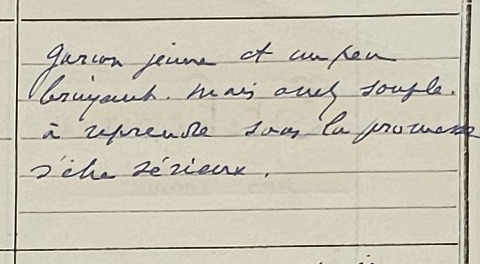 garçon jeune et un peu
bruyant. mais assez souple.
à reprendre sous la promesse
d'être sérieux.